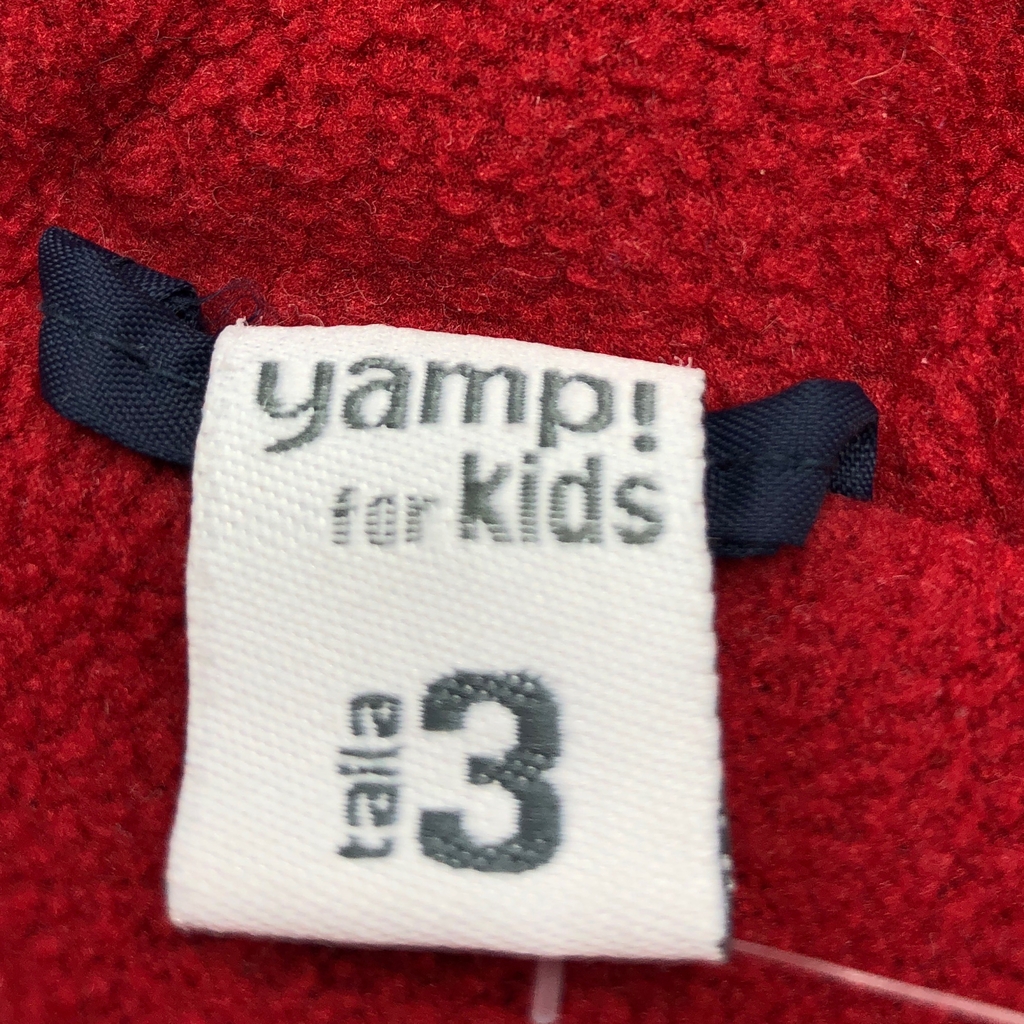 yamp!
for kids
talla 3